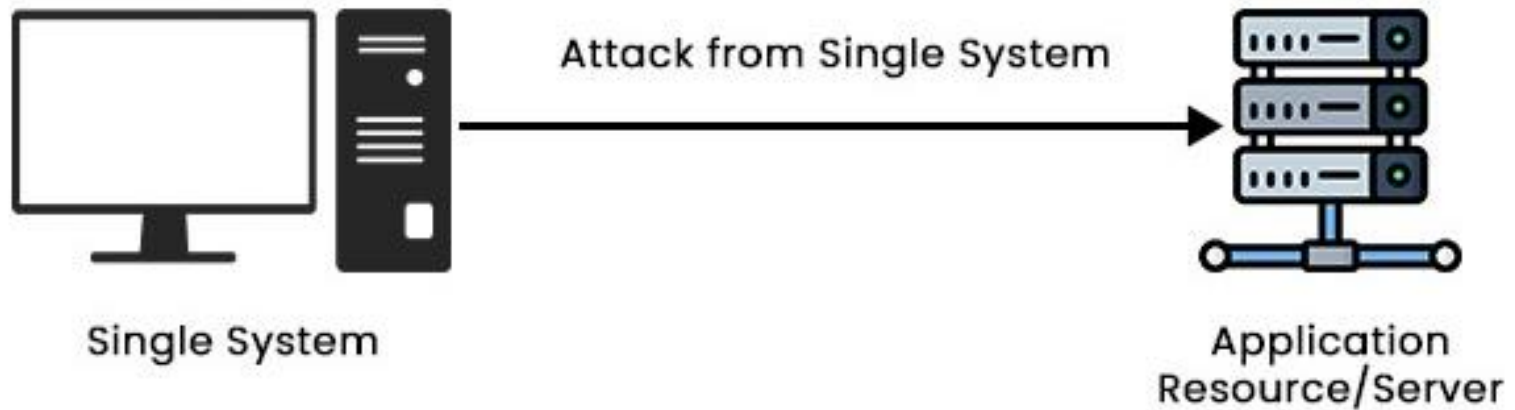 Attack from Single System
Single System
Application
Resource/Server